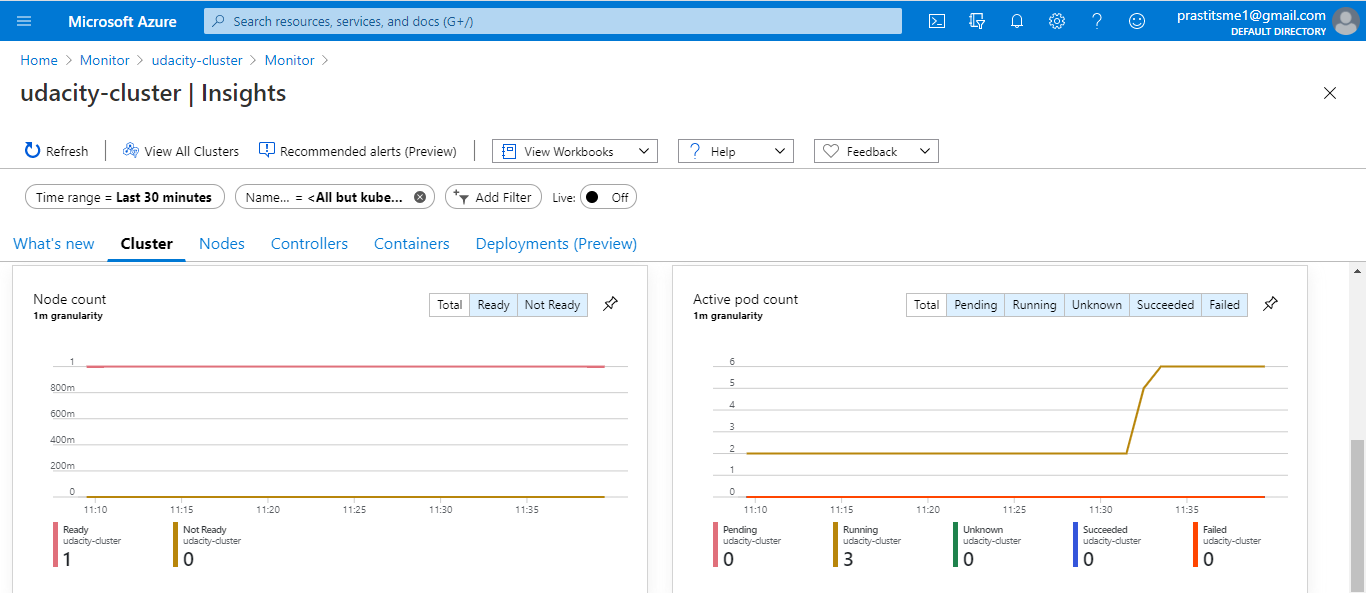 Microsoft Azure
Search resources, services, and docs (G+/)
prastitsme1@gmail.com
DEFAULT DIRECTORY
Home > Monitor > udacity-cluster > Monitor >
udacity-cluster | Insights
Refresh
View All Clusters
Recommended alerts (Preview)
View Workbooks
Help
Feedback
Time range = Last 30 minutes
Name... = <All but kube...
Add Filter
Live: Off
What's new
Cluster
Nodes
Controllers
Containers
Deployments (Preview)
Node count
1m granularity
Total
Ready
Not Ready
1
800m
600m
400m
200m
0
11:10 11:15 11:20 11:25 11:30 11:35
Ready
udacity-cluster
1
Not Ready
udacity-cluster
0
Active pod count
1m granularity
Total
Pending
Running
Unknown
Succeeded
Failed
6
5
4
3
2
1
0
11:10 11:15 11:20 11:25 11:30 11:35
Pending
udacity-cluster
0
Running
udacity-cluster
3
Unknown
udacity-cluster
0
Succeeded
udacity-cluster
0
Failed
udacity-cluster
0